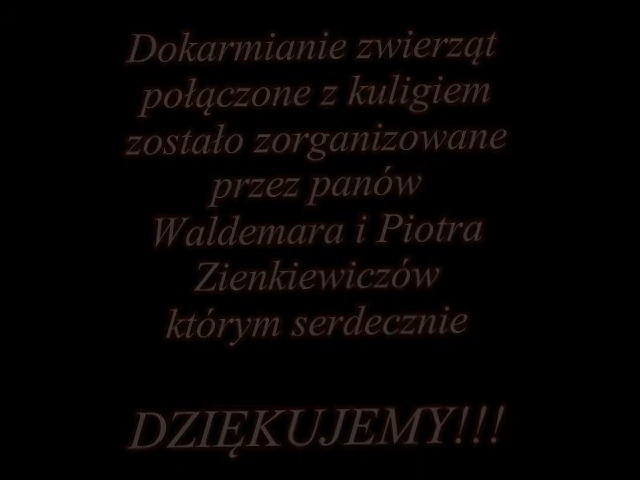 Dokarmianie zwierząt
połączone z kuligiem
zostało zorganizowane
przez panów
Waldemara i Piotra
Zienkiewiczów
którym serdecznie
DZIĘKUJEMY!!!